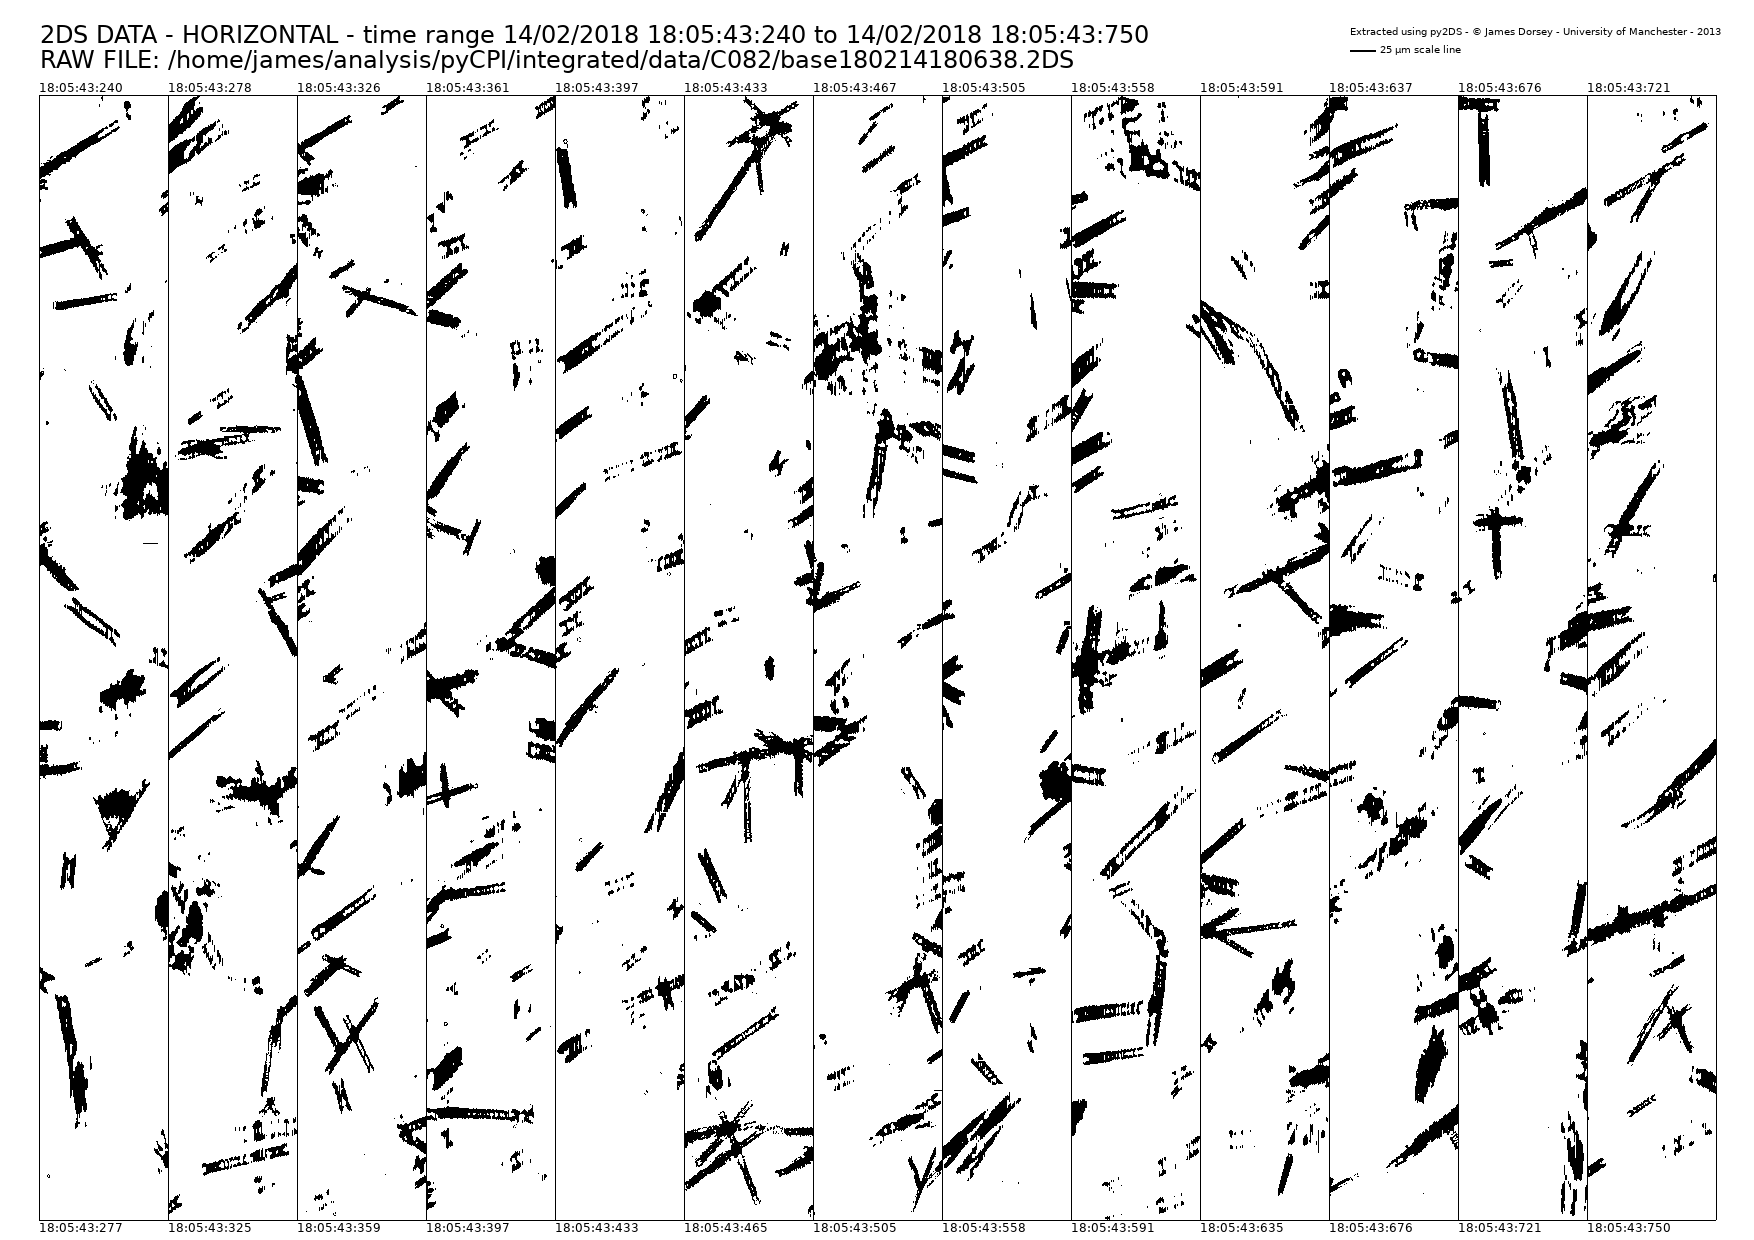 2DS DATA - HORIZONTAL - time range 14/02/2018 18:05:43:240 to 14/02/2018 18:05:43:750
RAW FILE: /home/james/analysis/pyCPI/integrated/data/C082/base180214180638.2DS
Extracted using py2DS - © James Dorsey - University of Manchester - 2013
25 µm scale line
18:05:43:240 18:05:43:278 18:05:43:326 18:05:43:361 18:05:43:397 18:05:43:433 18:05:43:467 18:05:43:505 18:05:43:558 18:05:43:591 18:05:43:637 18:05:43:676 18:05:43:721
18:05:43:277 18:05:43:325 18:05:43:359 18:05:43:397 18:05:43:433 18:05:43:465 18:05:43:505 18:05:43:558 18:05:43:591 18:05:43:635 18:05:43:676 18:05:43:721 18:05:43:750